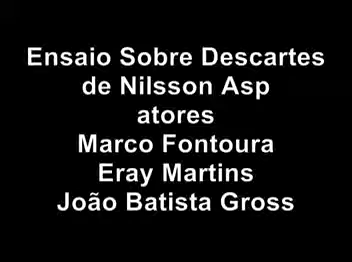 Ensaio Sobre Descartes
de Nilsson Asp
atores
Marco Fontoura
Eray Martins
João Batista Gross